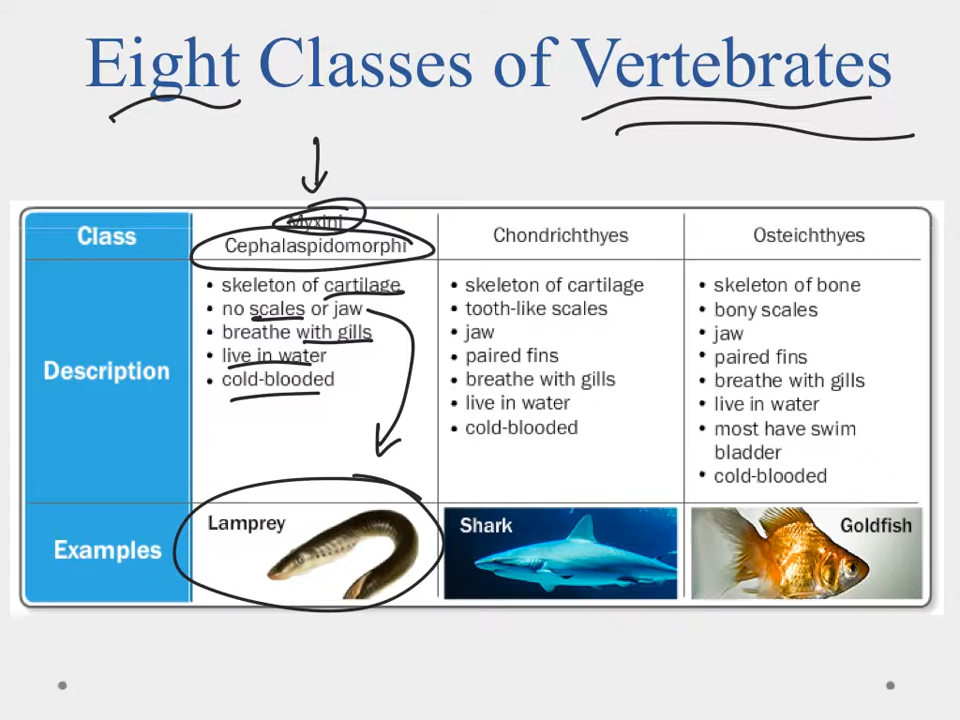 Eight Classes of Vertebrates
Class
Myxini
Cephalaspidomorphi
Chondrichthyes
Osteichthyes
Description
• skeleton of cartilage
• no scales or jaw
• breathe with gills
• live in water
• cold-blooded
• skeleton of cartilage
• tooth-like scales
• jaw
• paired fins
• breathe with gills
• live in water
• cold-blooded
• skeleton of bone
• bony scales
• jaw
• paired fins
• breathe with gills
• live in water
• most have swim
bladder
• cold-blooded
Examples
Lamprey
Shark
Goldfish